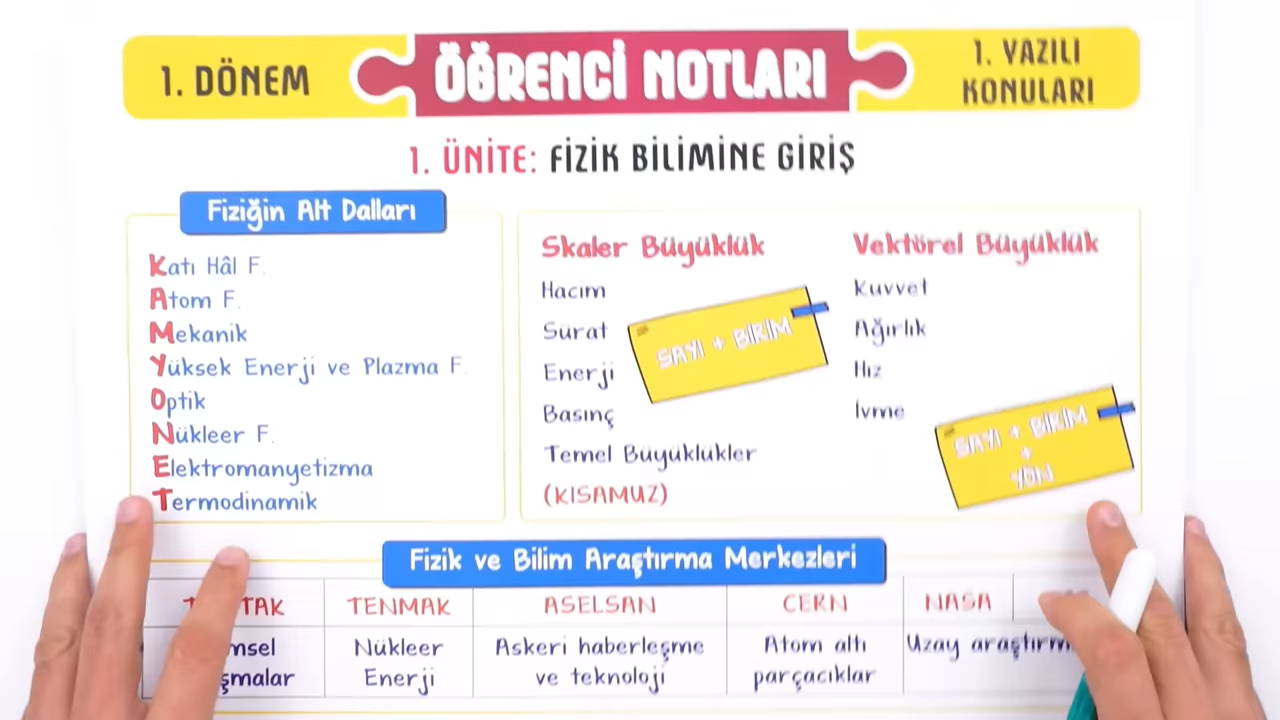 1. DÖNEM
ÖĞRENCİ NOTLARI
1. YAZILI
KONULARI
1. ÜNİTE: FİZİK BİLİMİNE GİRİŞ
Fiziğin Alt Dalları
Katı Hâl F.
Atom F.
Mekanik
Yüksek Enerji ve Plazma F.
Optik
Nükleer F.
Elektromanyetizma
Termodinamik
Skaler Büyüklük
Hacim
Sürat
Enerji
Basınç
Temel Büyüklükler
(KISAMUZ)
SAYI + BİRİM
Vektörel Büyüklük
Kuvvet
Ağırlık
Hız
İvme
SAYI + BİRİM
+
YÖN
Fizik ve Bilim Araştırma Merkezleri
TENMAK
ASELSAN
CERN
NASA
Nükleer
Enerji
Askeri haberleşme
ve teknoloji
Atom altı
parçacıklar
Uzay